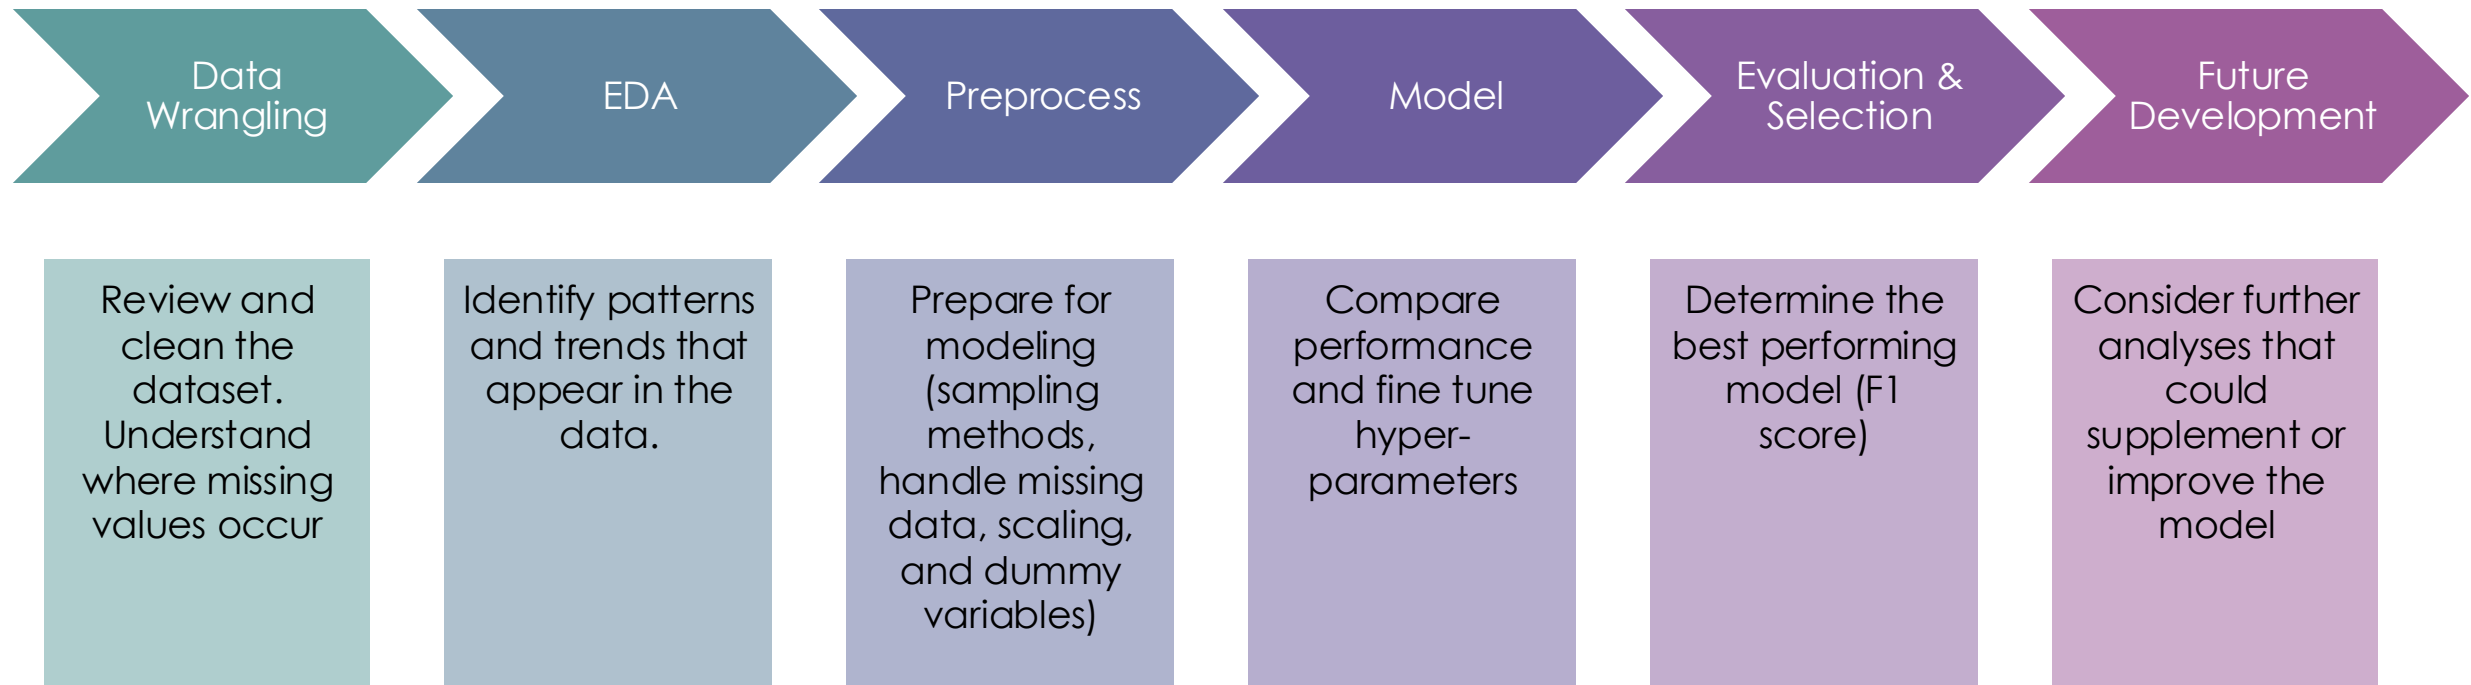 Data
Wrangling
EDA
Preprocess
Model
Evaluation &
Selection
Future
Development
Review and
clean the
dataset.
Understand
where missing
values occur
Identify patterns
and trends that
appear in the
data.
Prepare for
modeling
(sampling
methods,
handle missing
data, scaling,
and dummy
variables)
Compare
performance
and fine tune
hyper-
parameters
Determine the
best performing
model (F1
score)
Consider further
analyses that
could
supplement or
improve the
model